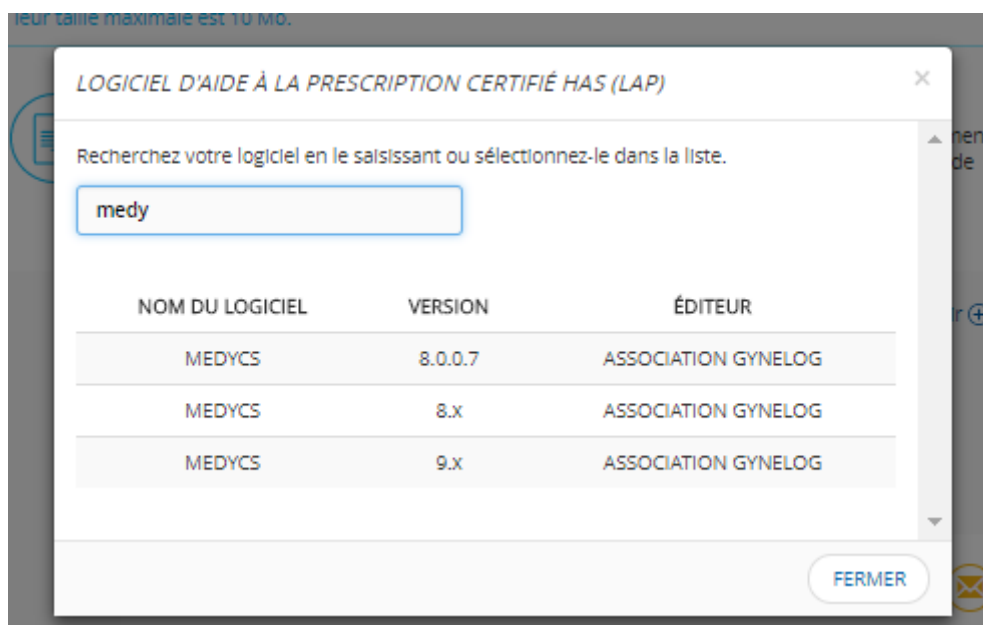 leur taille maximale est 10 Mo.
LOGICIEL D'AIDE À LA PRESCRIPTION CERTIFIÉ HAS (LAP)
×
Recherchez votre logiciel en le saisissant ou sélectionnez-le dans la liste.
de
medy
NOM DU LOGICIEL VERSION ÉDITEUR
MEDYCS 8.0.0.7 ASSOCIATION GYNELOG
MEDYCS 8.x ASSOCIATION GYNELOG
MEDYCS 9.x ASSOCIATION GYNELOG
FERMER